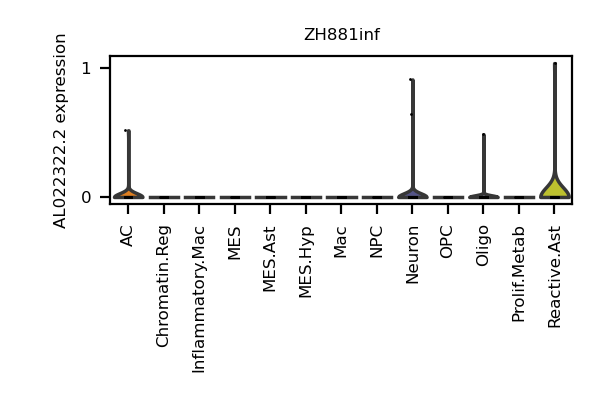 ZH881inf
AL022322.2 expression
1
0
AC
Chromatin.Reg
Inflammatory.Mac
MES
MES.Ast
MES.Hyp
Mac
NPC
Neuron
OPC
Oligo
Prolif.Metab
Reactive.Ast